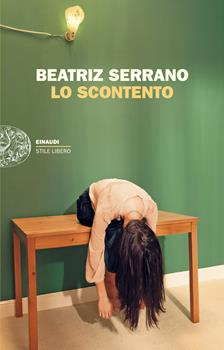 BEATRIZ SERRANO
LO SCONTENTO
EINAUDI
STILE LIBERO